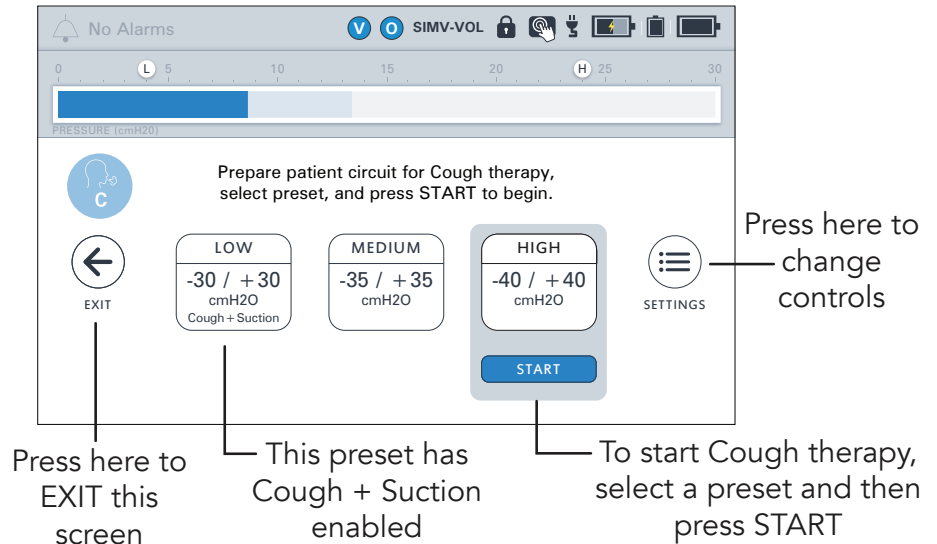 No Alarms
V O SIMV-VOL
0 L 5 10 15 20 H 25 30
PRESSURE (cmH20)
C
Prepare patient circuit for Cough therapy,
select preset, and press START to begin.
EXIT
LOW
-30 / +30
cmH2O
Cough+Suction
MEDIUM
-35 / +35
cmH2O
HIGH
-40 / +40
cmH2O
START
SETTINGS
Press here to
change
controls
Press here to
EXIT this
screen
This preset has
Cough + Suction
enabled
To start Cough therapy,
select a preset and then
press START